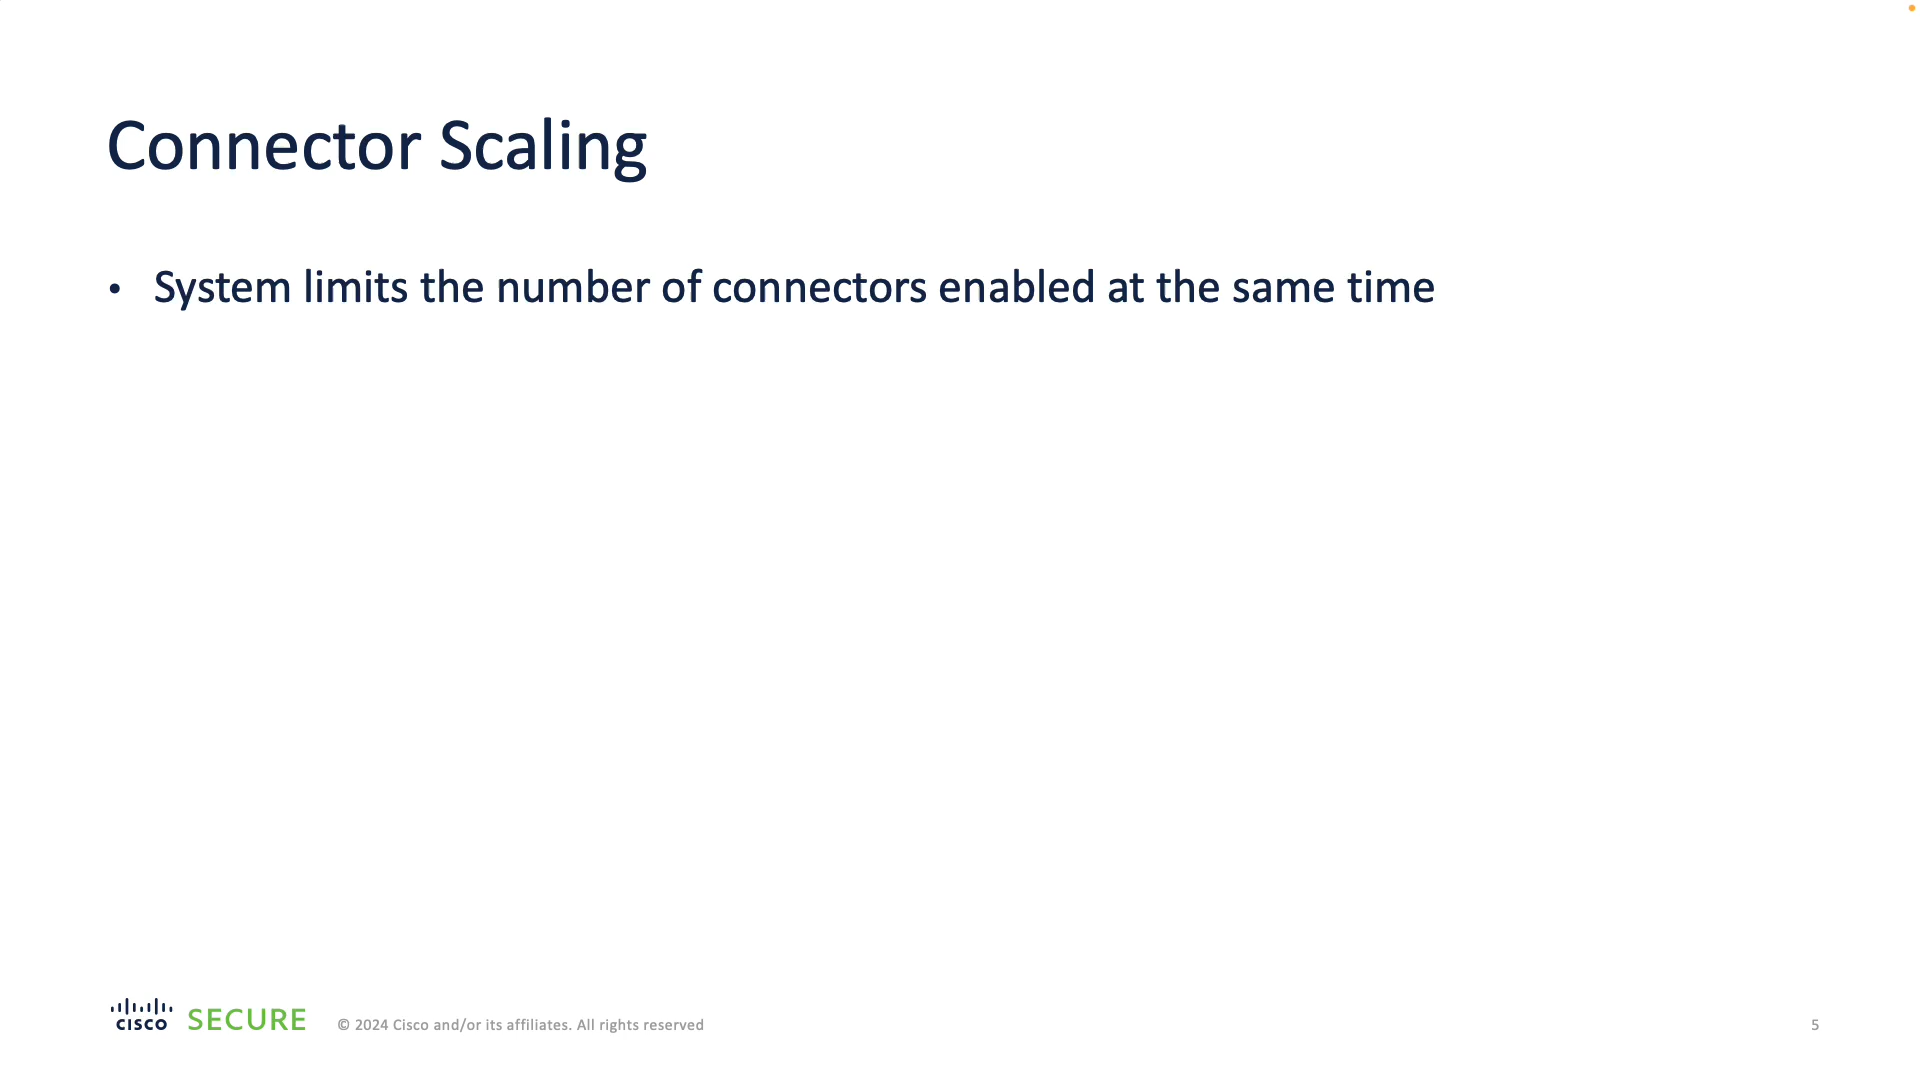 Connector Scaling
• System limits the number of connectors enabled at the same time
CISCO SECURE © 2024 Cisco and/or its affiliates. All rights reserved 5